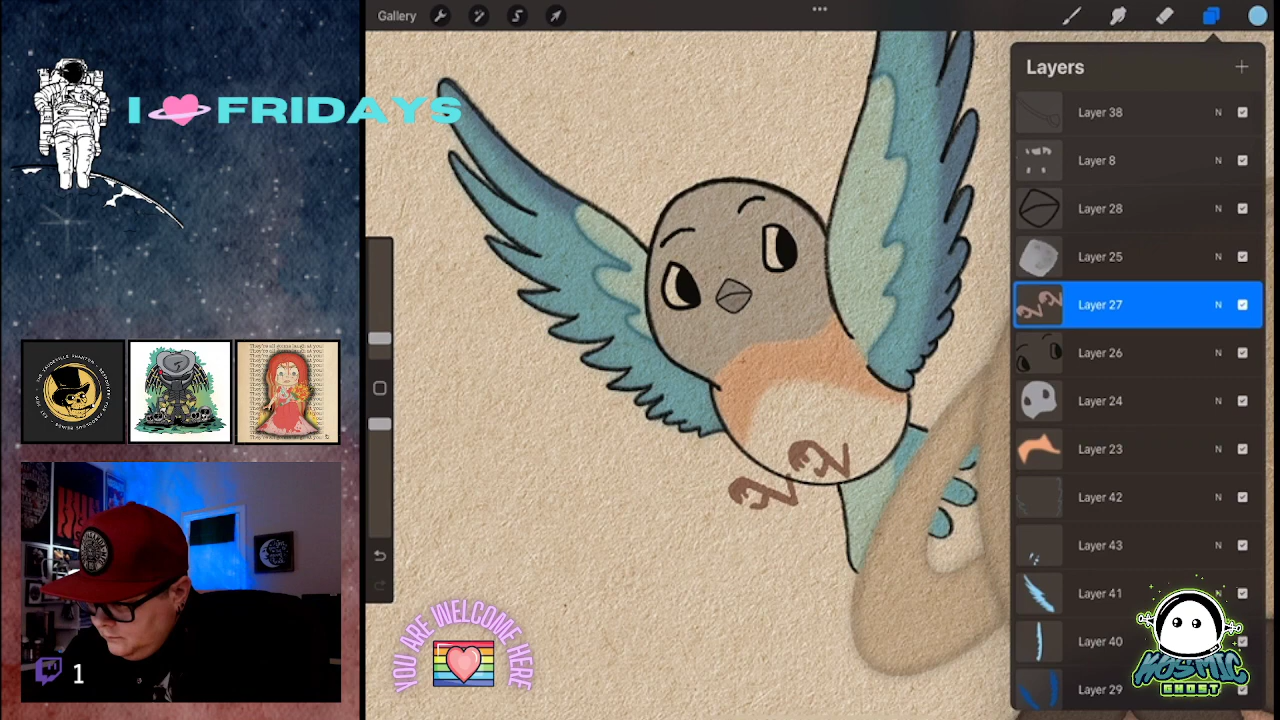 Gallery
Layers
I FRIDAYS
Layer 38 N
Layer 8 N
Layer 28 N
Layer 25 N
Layer 27 N
Layer 26 N
Layer 24 N
Layer 23 N
Layer 42 N
Layer 43 N
Layer 41 N
Layer 40
Layer 29
YOU ARE WELCOME HERE
1
KOSMIC
GHOST